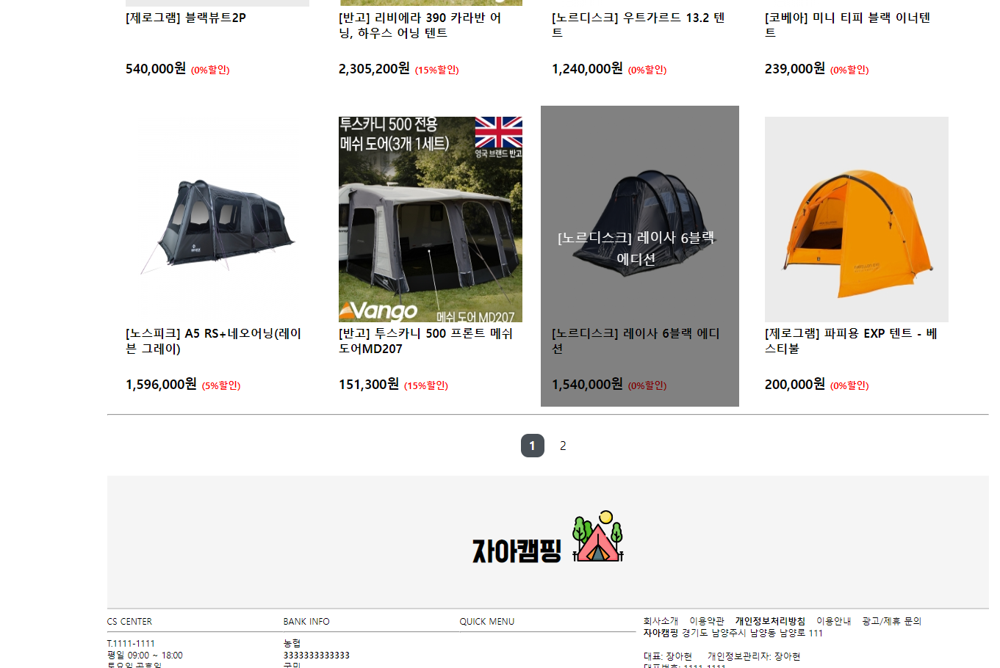 [제로그램] 블랙뷰트2P
540,000원 (0%할인)
[반고] 리비에라 390 카라반 어
닝, 하우스 어닝 텐트
2,305,200원 (15%할인)
[노르디스크] 우트가르드 13.2 텐
트
1,240,000원 (0%할인)
[코베아] 미니 티피 블랙 이너텐
트
239,000원 (0%할인)
[노스피크] A5 RS+네오어닝(레이
븐 그레이)
1,596,000원 (5%할인)
투스카니 500 전용
메쉬 도어(3개 1세트)
영국 브랜드 반고
Vango
메쉬 도어 MD207
[반고] 투스카니 500 프론트 메쉬
도어MD207
151,300원 (15%할인)
[노르디스크] 레이사 6블랙
에디션
[노르디스크] 레이사 6블랙 에디
션
1,540,000원 (0%할인)
[제로그램] 파피용 EXP 텐트 - 베
스티불
200,000원 (0%할인)
1 2
자아캠핑
CS CENTER
T.1111-1111
평일 09:00 ~ 18:00
토요일 공휴일
BANK INFO
농협
3333333333333
국민
QUICK MENU
회사소개 이용약관 개인정보처리방침 이용안내 광고/제휴 문의
자아캠핑 경기도 남양주시 남양동 남양로 111
대표: 장아현 개인정보관리자: 장아현
대표번호: 1111-1111